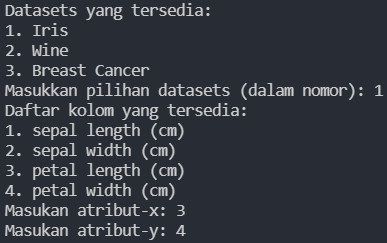 Datasets yang tersedia:
1. Iris
2. Wine
3. Breast Cancer
Masukkan pilihan datasets (dalam nomor): 1
Daftar kolom yang tersedia:
1. sepal length (cm)
2. sepal width (cm)
3. petal length (cm)
4. petal width (cm)
Masukan atribut-x: 3
Masukan atribut-y: 4